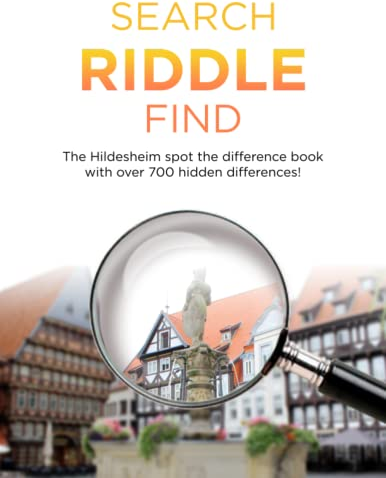 SEARCH
RIDDLE
FIND
The Hildesheim spot the difference book
with over 700 hidden differences!